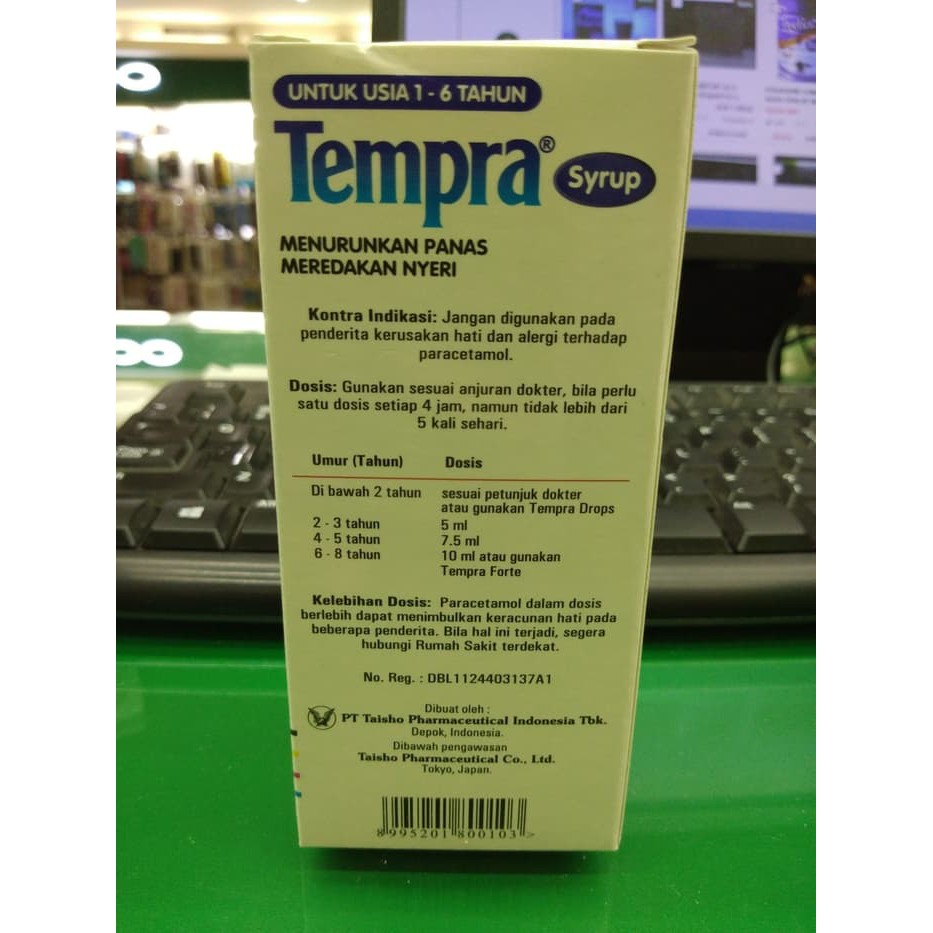 UNTUK USIA 1 - 6 TAHUN
Tempra® Syrup
MENURUNKAN PANAS
MEREDAKAN NYERI
Kontra Indikasi: Jangan digunakan pada
penderita kerusakan hati dan alergi terhadap
paracetamol.
Dosis: Gunakan sesuai anjuran dokter, bila perlu
satu dosis setiap 4 jam, namun tidak lebih dari
5 kali sehari.
Umur (Tahun) Dosis
Di bawah 2 tahun sesuai petunjuk dokter
atau gunakan Tempra Drops
2 - 3 tahun 5 ml
4 - 5 tahun 7.5 ml
6 - 8 tahun 10 ml atau gunakan
Tempra Forte
Kelebihan Dosis: Paracetamol dalam dosis
berlebih dapat menimbulkan keracunan hati pada
beberapa penderita. Bila hal ini terjadi, segera
hubungi Rumah Sakit terdekat.
No. Reg. : DBL1124403137A1
Dibuat oleh :
PT Taisho Pharmaceutical Indonesia Tbk.
Depok, Indonesia.
Dibawah pengawasan
Taisho Pharmaceutical Co., Ltd.
Tokyo, Japan.
8995201800103>